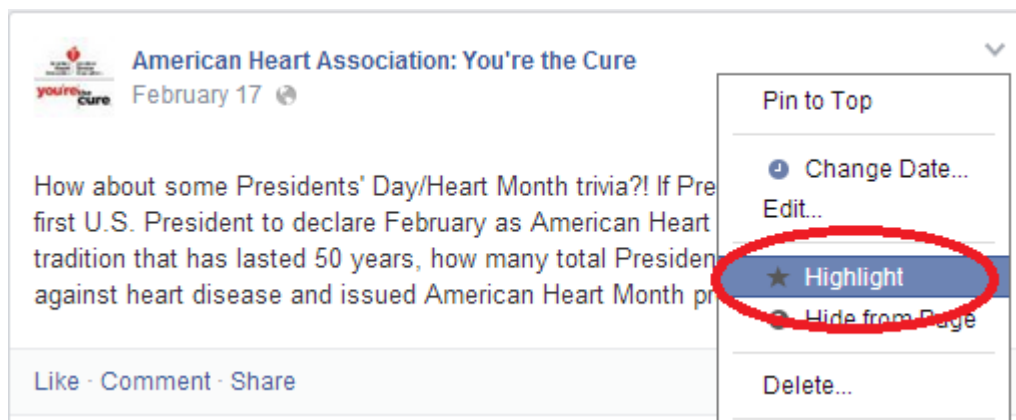 American Heart Association: You're the Cure
you're the cure
February 17
How about some Presidents' Day/Heart Month trivia?! If Pre
first U.S. President to declare February as American Heart
tradition that has lasted 50 years, how many total Presiden
against heart disease and issued American Heart Month pr
Like · Comment · Share
Pin to Top
Change Date...
Edit...
Highlight
Hide from Page
Delete...